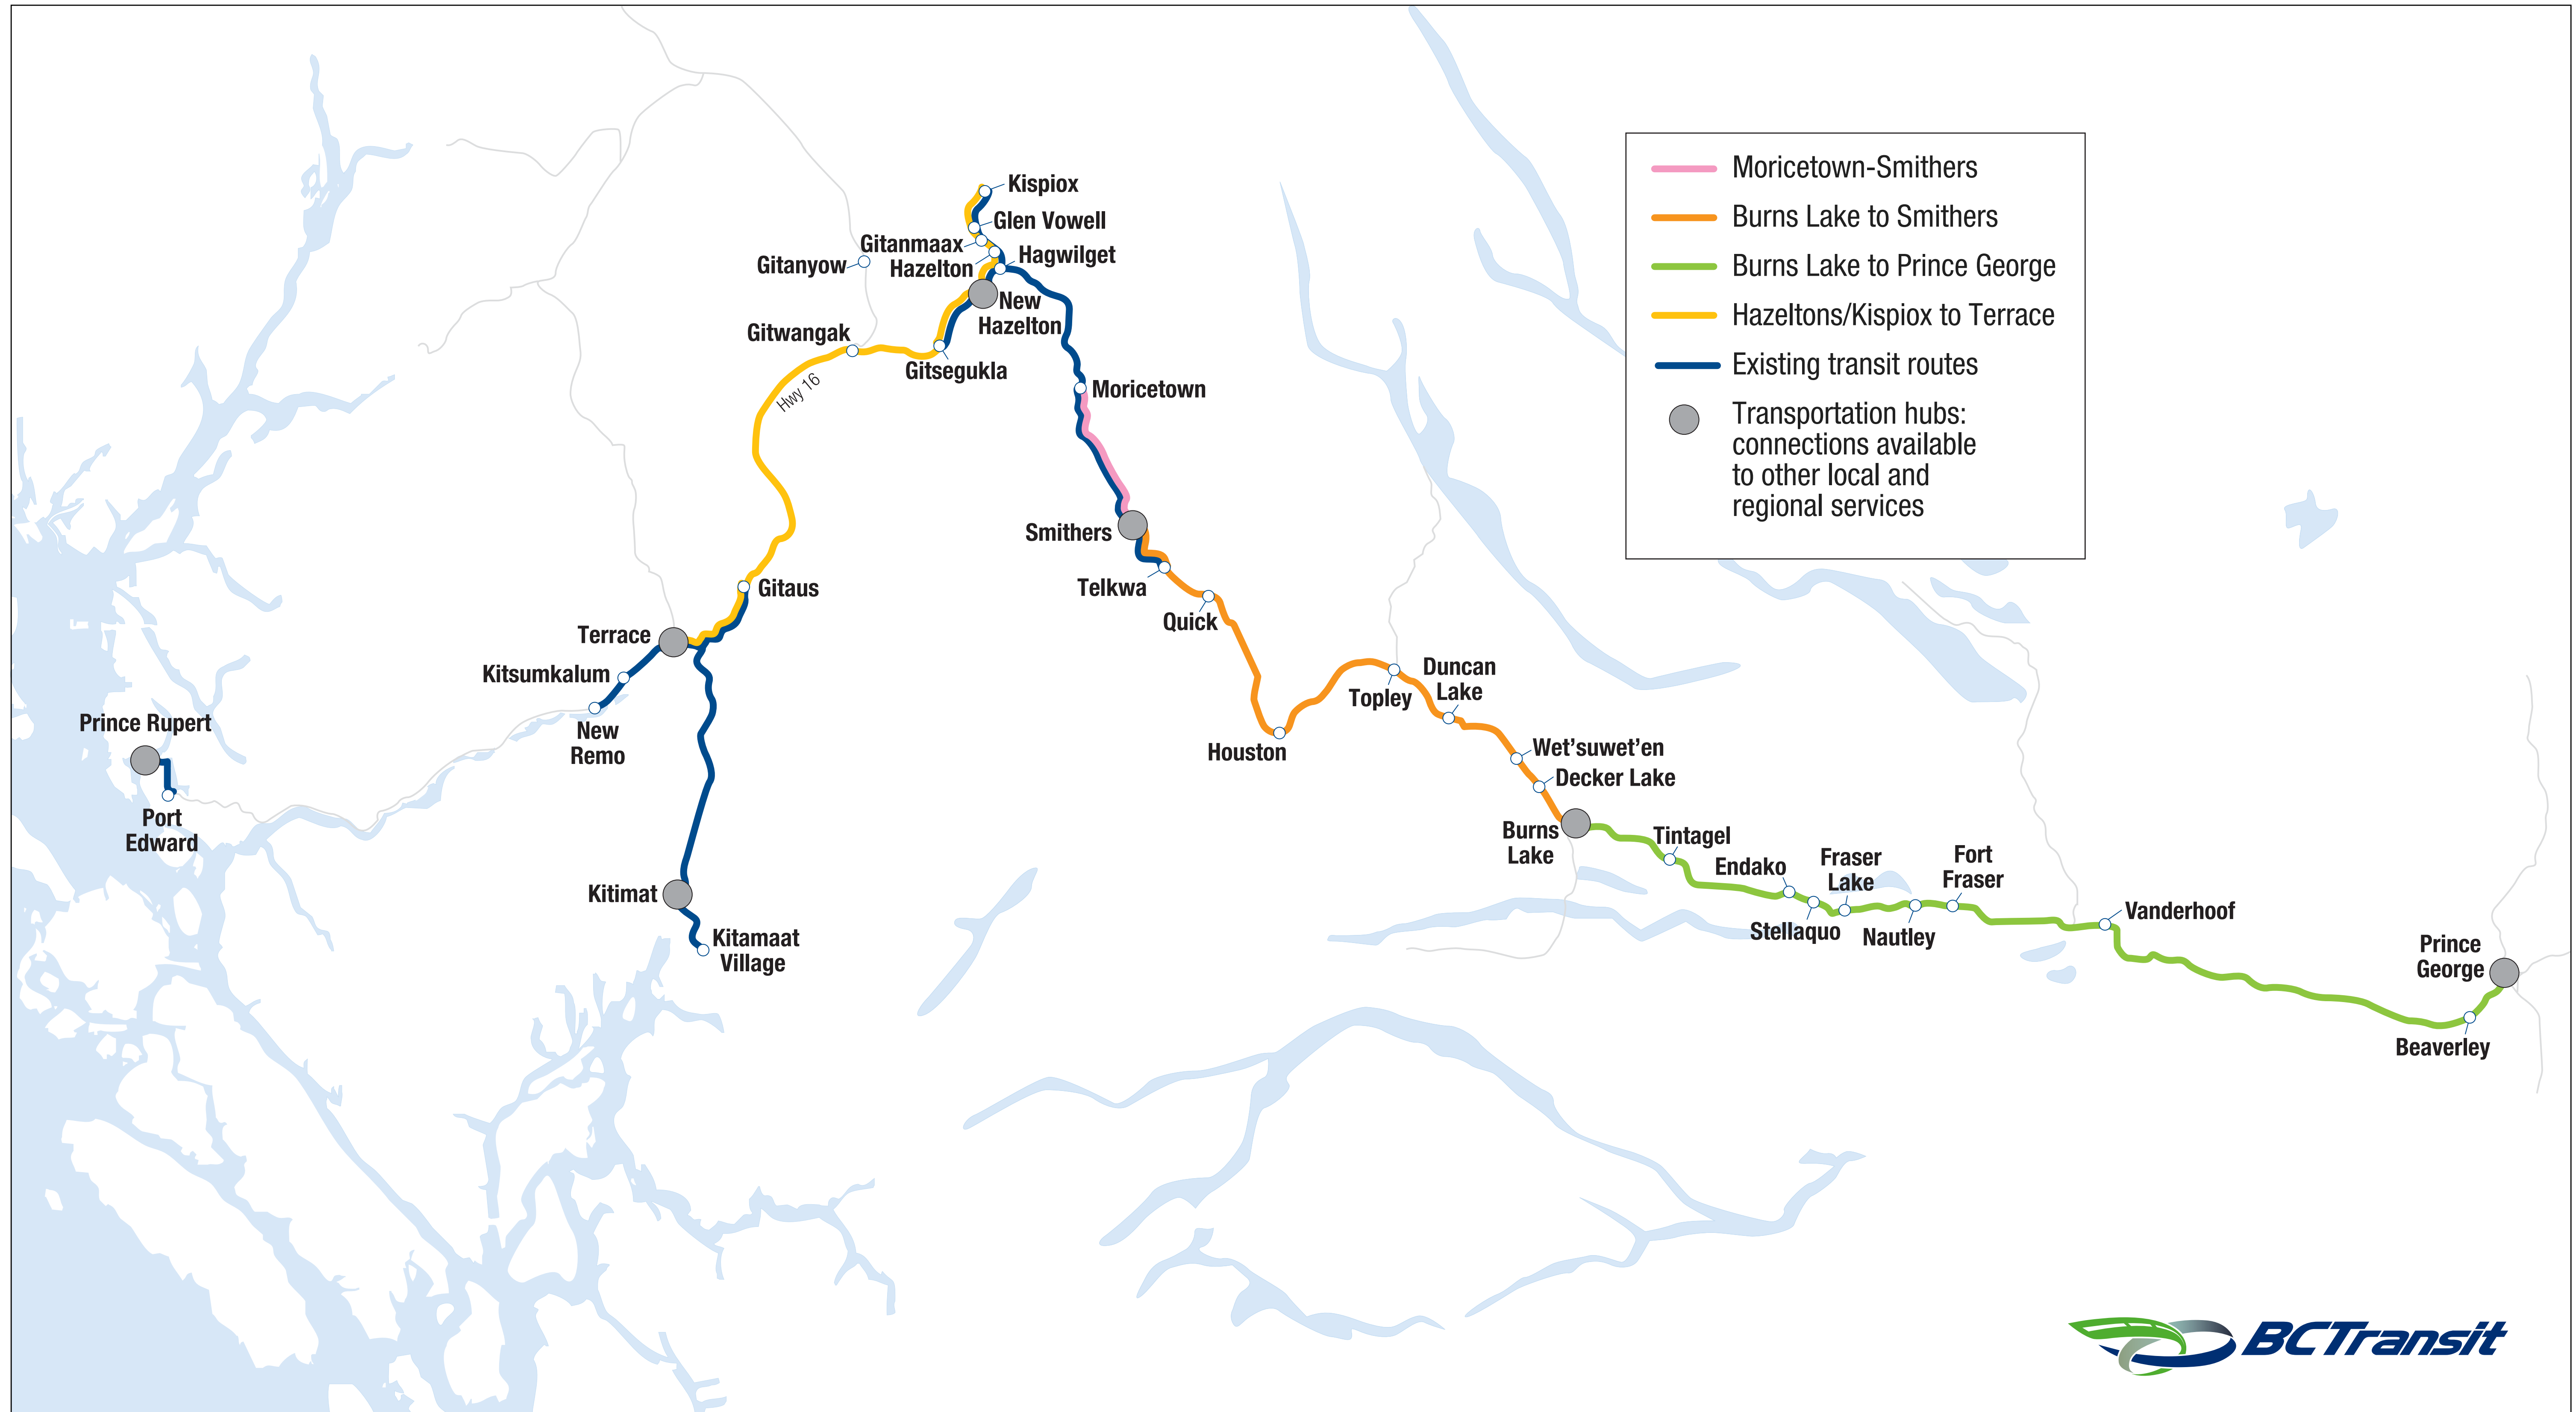 Kispiox
Glen Vowell
Gitanmaax
Hagwilget
Gitanyow
Hazelton
New
Hazelton
Gitwangak
Gitsegukla
Hwy 16
Moricetown
Smithers
Telkwa
Gitaus
Quick
Terrace
Kitsumkalum
New
Remo
Prince Rupert
Port
Edward
Kitimat
Kitamaat
Village
Houston
Topley
Duncan
Lake
Wet’suwet’en
Decker Lake
Burns
Lake
Tintagel
Endako
Stellaquo
Fraser
Lake
Nautley
Fort
Fraser
Vanderhoof
Prince
George
Beaverley
Moricetown-Smithers
Burns Lake to Smithers
Burns Lake to Prince George
Hazeltons/Kispiox to Terrace
Existing transit routes
Transportation hubs:
connections available
to other local and
regional services
BCTransit